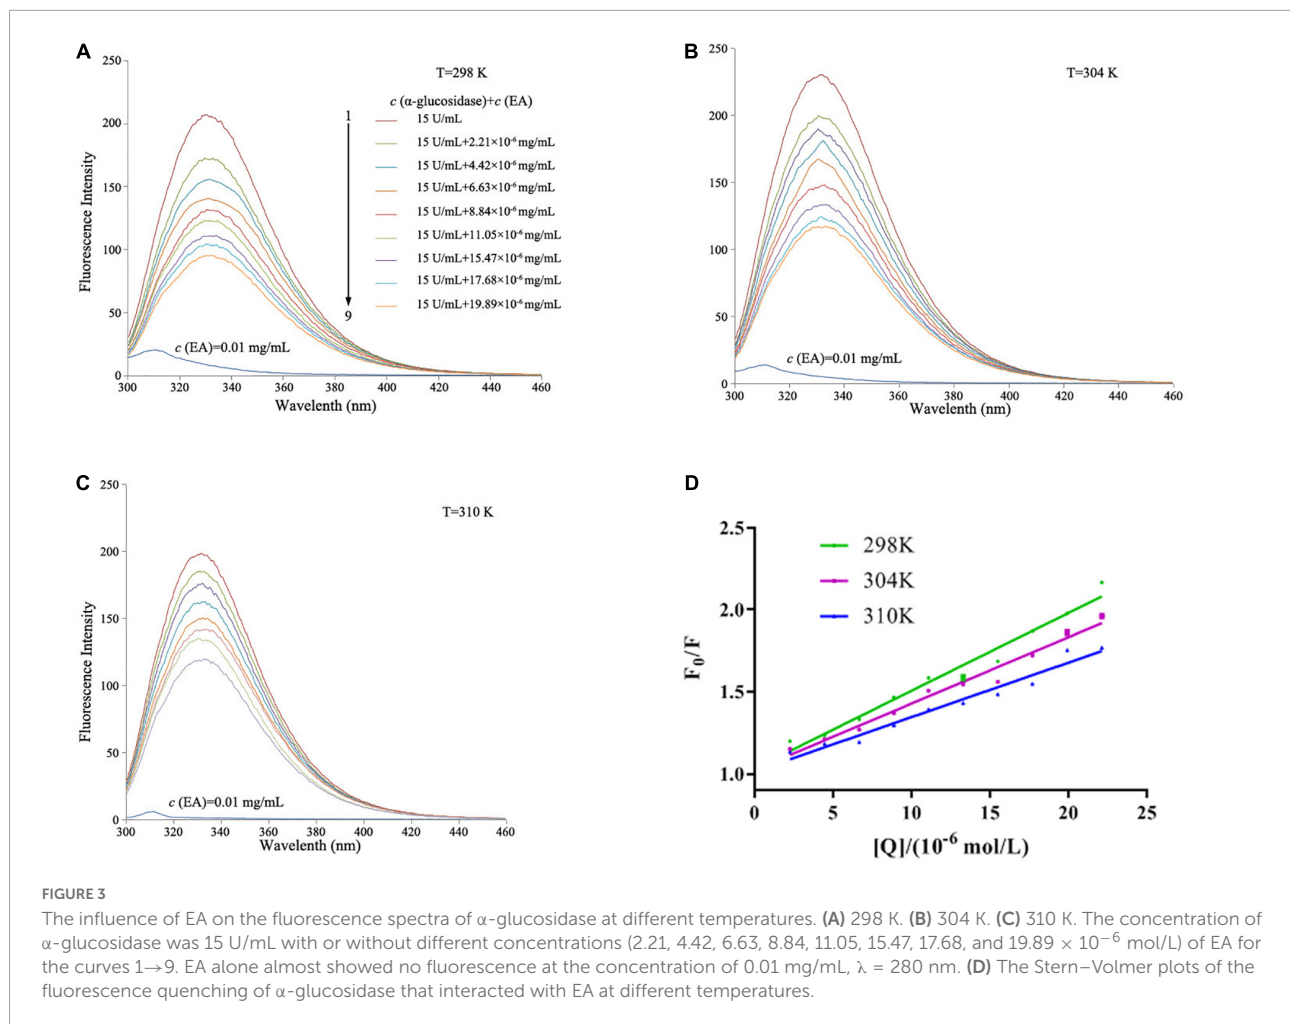 A
250
200
150
100
50
0
300
320
340
360
380
400
420
440
460
Fluorescence Intensity
Wavelenth (nm)
T=298 K
c (α-glucosidase)+c (EA)
1
15 U/mL
15 U/mL+2.21×10⁻⁶ mg/mL
15 U/mL+4.42×10⁻⁶ mg/mL
15 U/mL+6.63×10⁻⁶ mg/mL
15 U/mL+8.84×10⁻⁶ mg/mL
15 U/mL+11.05×10⁻⁶ mg/mL
15 U/mL+15.47×10⁻⁶ mg/mL
15 U/mL+17.68×10⁻⁶ mg/mL
15 U/mL+19.89×10⁻⁶ mg/mL
9
c (EA)=0.01 mg/mL
B
250
200
150
100
50
0
300
320
340
360
380
400
420
440
460
Fluorescence Intensity
Wavelenth (nm)
T=304 K
c (EA)=0.01 mg/mL
C
250
200
150
100
50
0
300
320
340
360
380
400
420
440
460
Fluorescence Intensity
Wavelenth (nm)
T=310 K
c (EA)=0.01 mg/mL
D
2.5
2.0
1.5
1.0
0
5
10
15
20
25
F₀/F
[Q]/(10⁻⁶ mol/L)
298K
304K
310K
FIGURE 3
The influence of EA on the fluorescence spectra of α-glucosidase at different temperatures. (A) 298 K. (B) 304 K. (C) 310 K. The concentration of
α-glucosidase was 15 U/mL with or without different concentrations (2.21, 4.42, 6.63, 8.84, 11.05, 15.47, 17.68, and 19.89 × 10⁻⁶ mol/L) of EA for
the curves 1→9. EA alone almost showed no fluorescence at the concentration of 0.01 mg/mL, λ = 280 nm. (D) The Stern–Volmer plots of the
fluorescence quenching of α-glucosidase that interacted with EA at different temperatures.